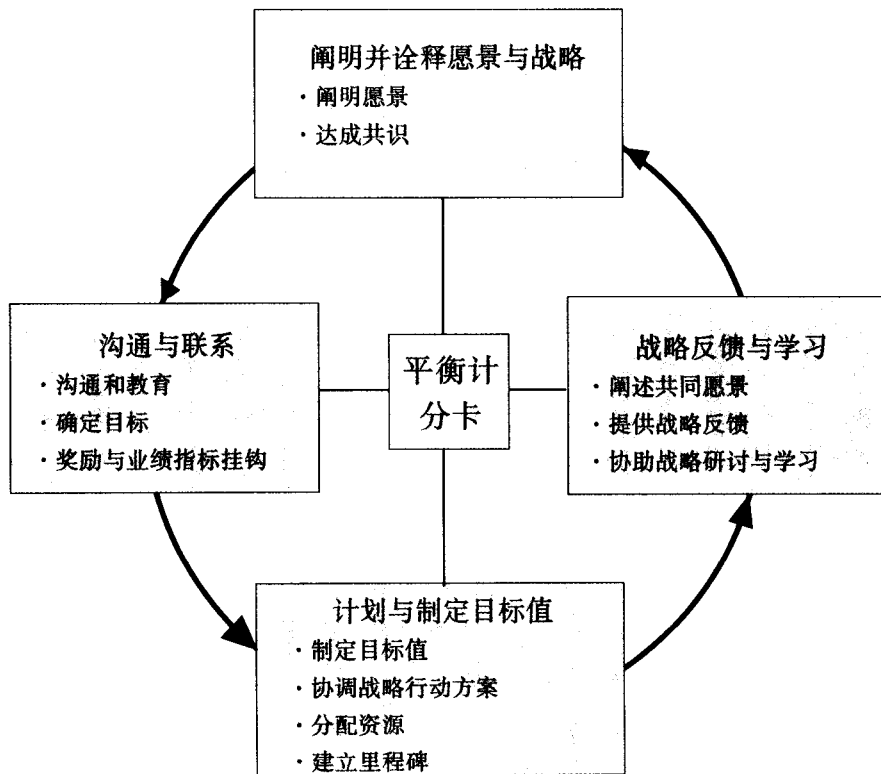 阐明并诠释愿景与战略
·阐明愿景
·达成共识
沟通与联系
·沟通和教育
·确定目标
·奖励与业绩指标挂钩
平衡计
分卡
战略反馈与学习
·阐述共同愿景
·提供战略反馈
·协助战略研讨与学习
计划与制定目标值
·制定目标值
·协调战略行动方案
·分配资源
·建立里程碑